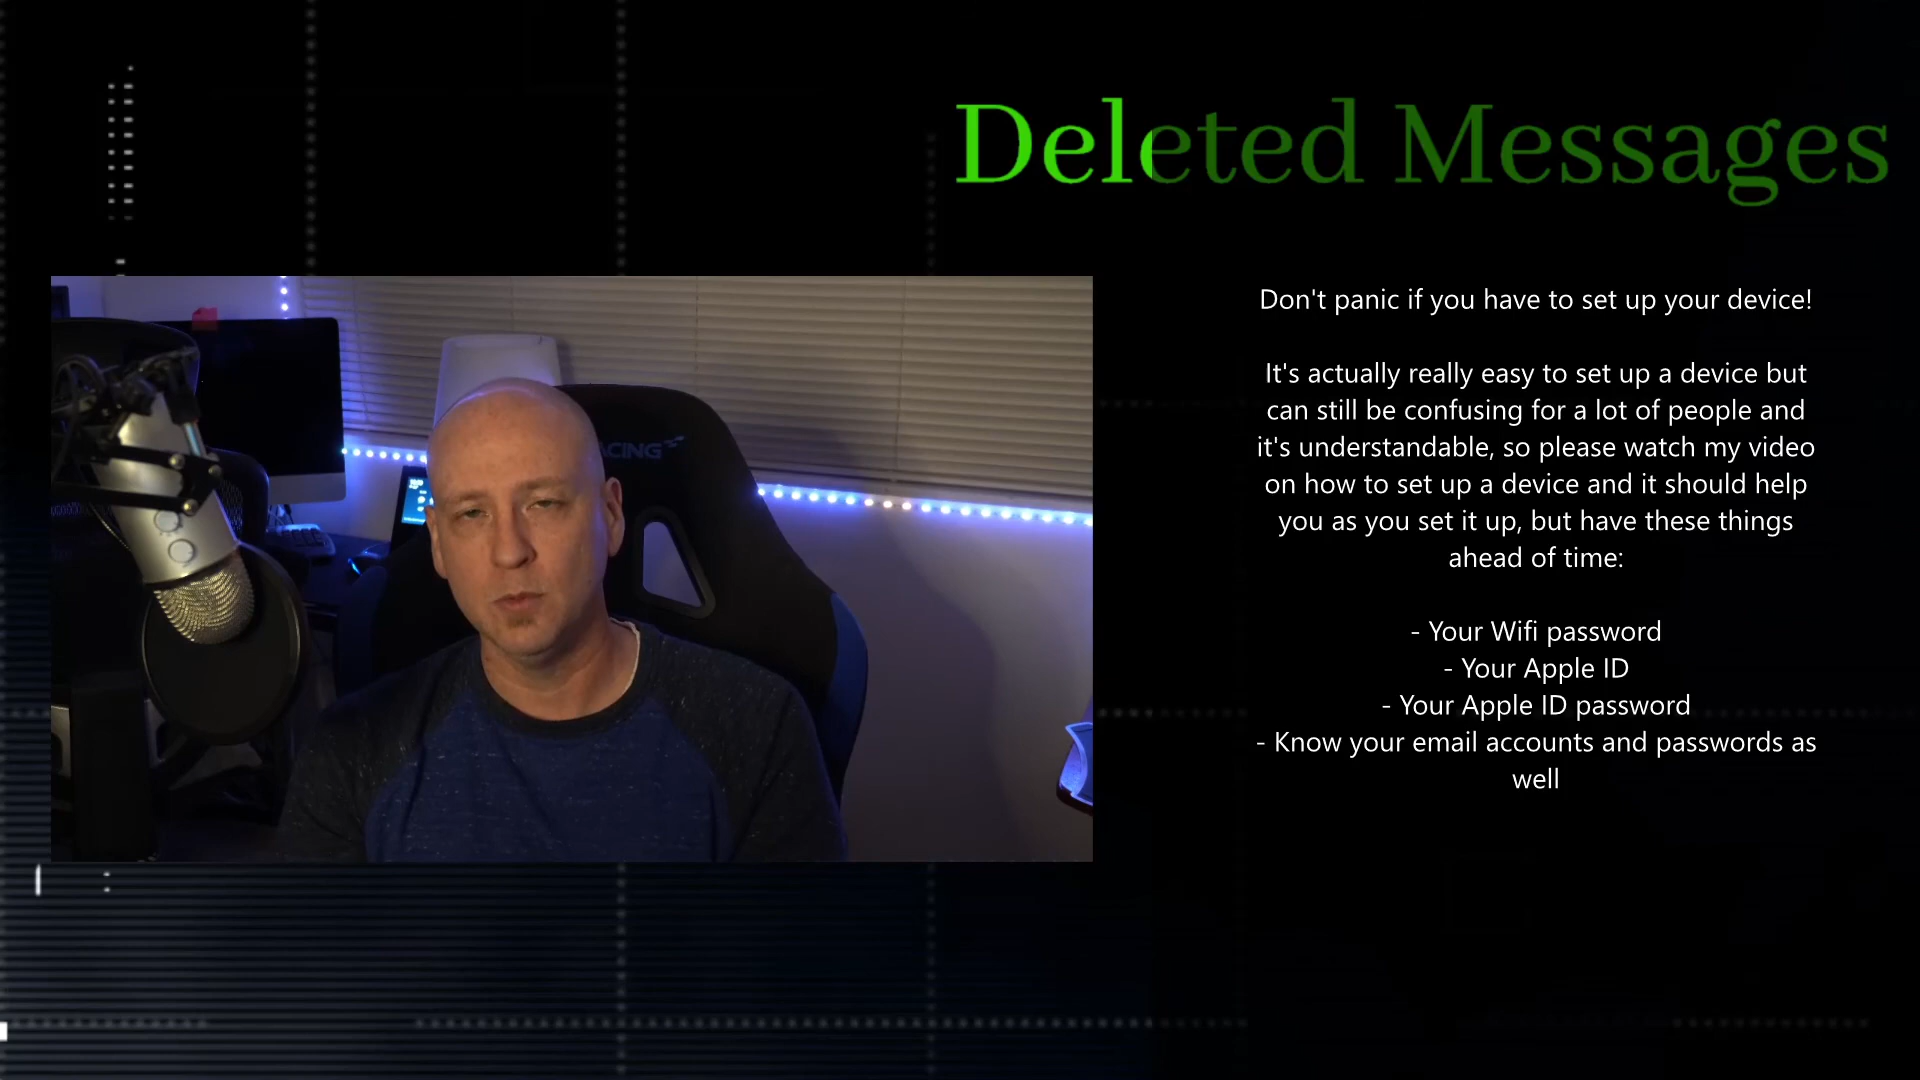 Deleted Messages
Don't panic if you have to set up your device!
It's actually really easy to set up a device but
can still be confusing for a lot of people and
it's understandable, so please watch my video
on how to set up a device and it should help
you as you set it up, but have these things
ahead of time:
- Your Wifi password
- Your Apple ID
- Your Apple ID password
- Know your email accounts and passwords as
well
ACING